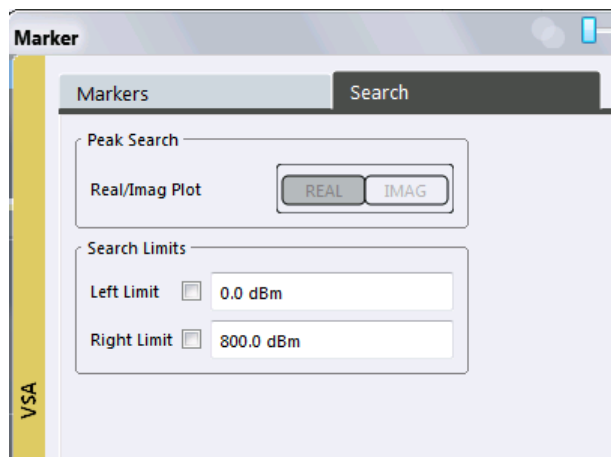 Marker
Markers Search
Peak Search
Real/Imag Plot REAL IMAG
Search Limits
Left Limit 0.0 dBm
Right Limit 800.0 dBm
VSA